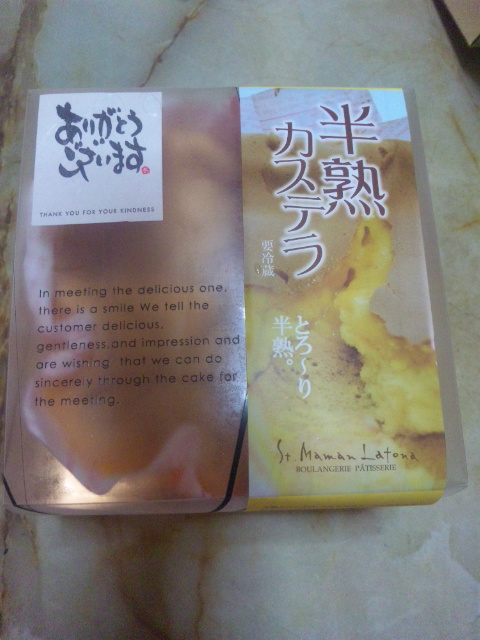 ありがとう
ございます
THANK YOU FOR YOUR KINDNESS
In meeting the delicious one,
there is a smile We tell the
customer delicious,
gentleness,and impression and
are wishing that we can do
sincerely through the cake for
the meeting.
半熟
カステラ
要冷蔵
とろ〜り
半熟。
St Maman Latona
BOULANGERIE PÂTISSERIE